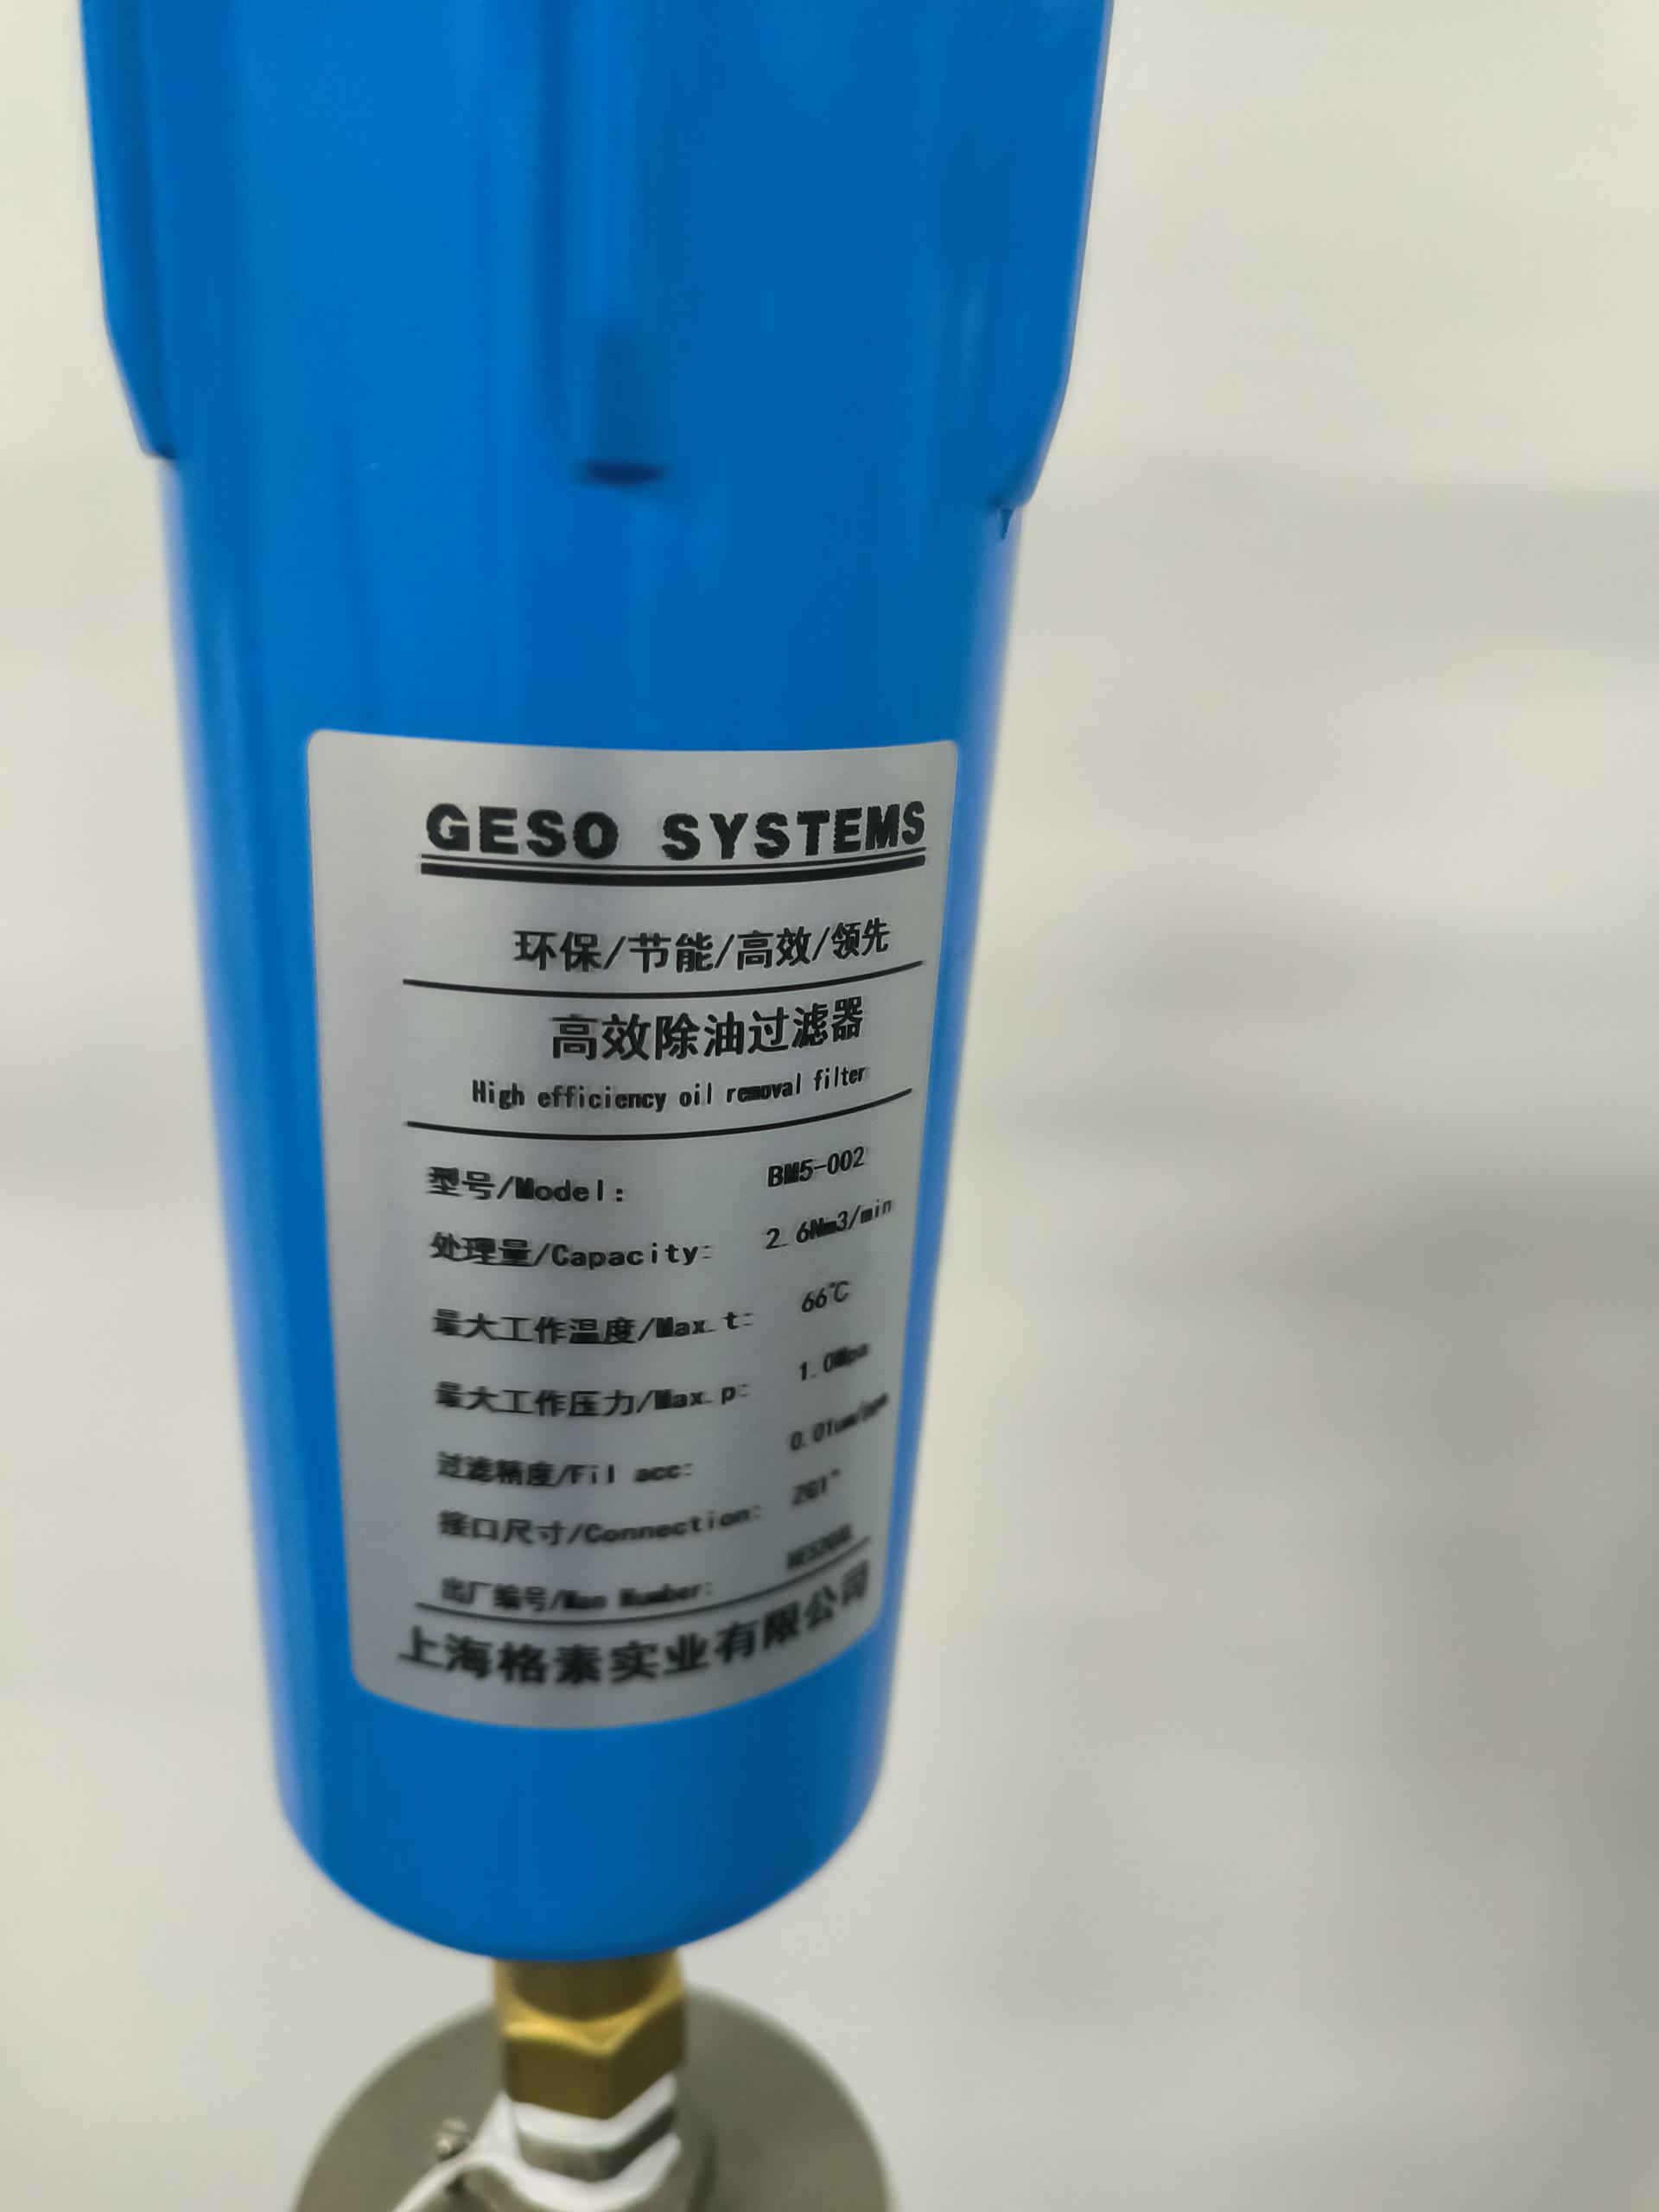 GESO SYSTEMS
环保/节能/高效/领先
高效除油过滤器
High efficiency oil removal filter
型号/Model: BM5-002
处理量/Capacity: 2.6Nm3/min
最大工作温度/Max.t: 66℃
最大工作压力/Max.p: 1.0Mpa
过滤精度/Fil acc: 0.01um/ppm
接口尺寸/Connection: ZG1"
出厂编号/Man Number:
上海格素实业有限公司